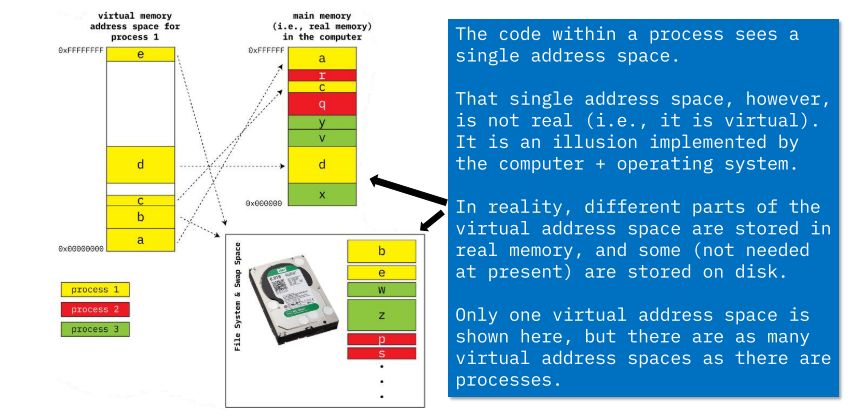 virtual memory
address space for
process 1
0xFFFFFFFF
e
d
c
b
a
0x00000000
main memory
(i.e., real memory)
in the computer
0xFFFFFF
a
r
c
q
y
v
d
x
0x000000
process 1
process 2
process 3
File System & Swap Space
b
e
w
z
p
s
The code within a process sees a
single address space.
That single address space, however,
is not real (i.e., it is virtual).
It is an illusion implemented by
the computer + operating system.
In reality, different parts of the
virtual address space are stored in
real memory, and some (not needed
at present) are stored on disk.
Only one virtual address space is
shown here, but there are as many
virtual address spaces as there are
processes.